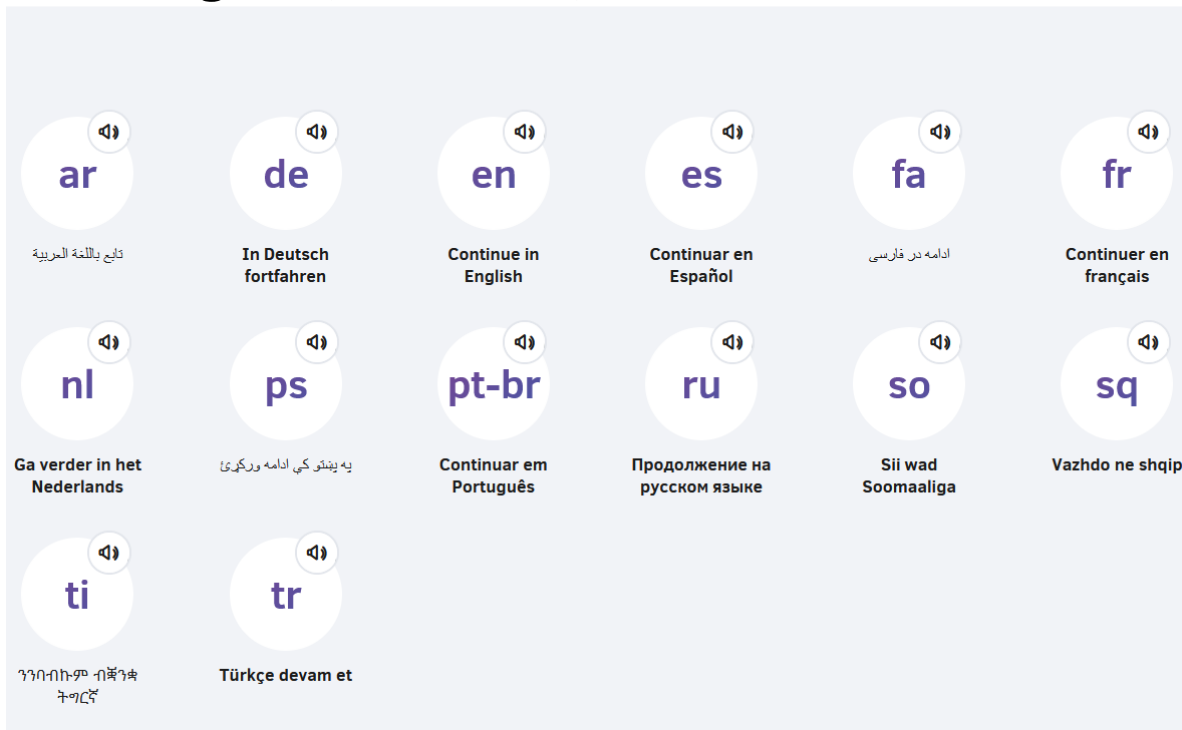 ar
de
en
es
fa
fr
تابع باللغة العربية
In Deutsch
fortfahren
Continue in
English
Continuar en
Español
ادامه در فارسی
Continuer en
français
nl
ps
pt-br
ru
so
sq
Ga verder in het
Nederlands
په پښتو کې ادامه ورکړئ
Continuar em
Português
Продолжение на
русском языке
Sii wad
Soomaaliga
Vazhdo ne shqip
ti
tr
ንንባብኩም ብቛንቋ
ትግርኛ
Türkçe devam et